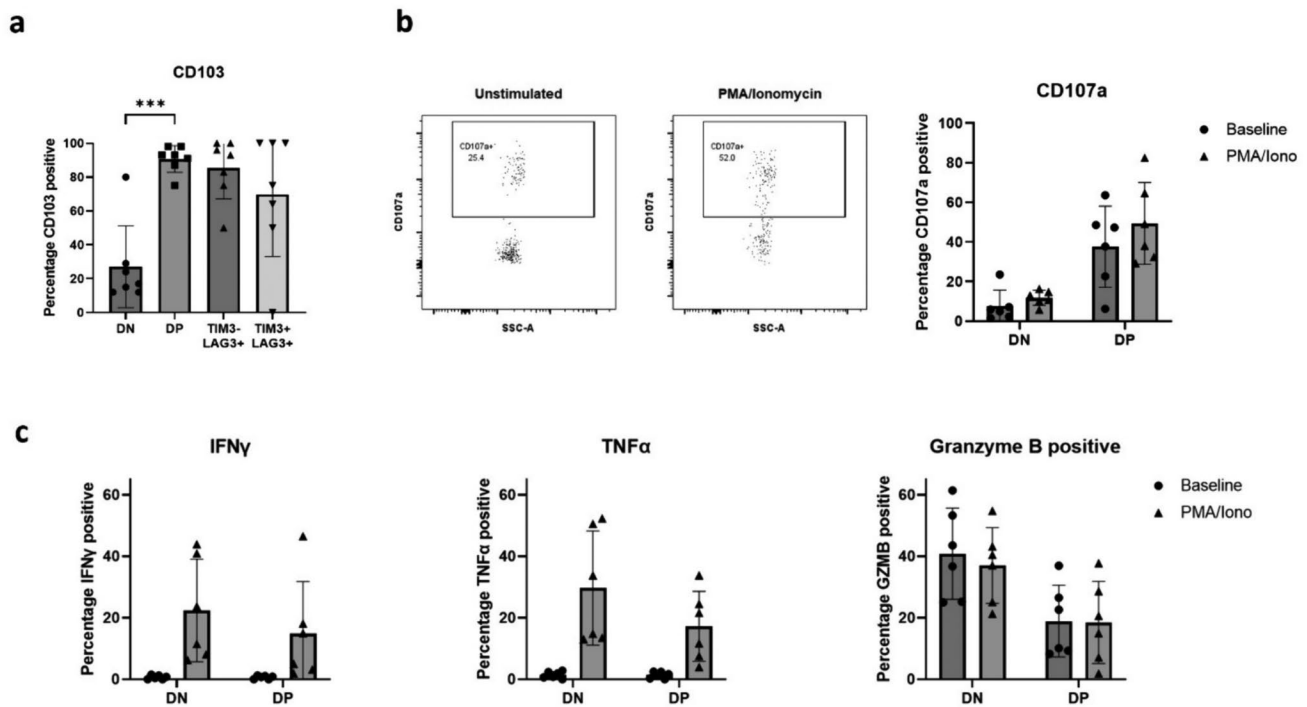 a
CD103
***
Percentage CD103 positive
100
80
60
40
20
0
DN
DP
TIM3-
LAG3+
TIM3+
LAG3+
b
Unstimulated
CD107a+
25.4
CD107a
SSC-A
PMA/Ionomycin
CD107a+
52.0
CD107a
SSC-A
CD107a
Percentage CD107a positive
100
80
60
40
20
0
DN
DP
Baseline
PMA/Iono
c
IFNγ
Percentage IFNγ positive
60
40
20
0
DN
DP
TNFα
Percentage TNFα positive
60
40
20
0
DN
DP
Granzyme B positive
Percentage GZMB positive
60
40
20
0
DN
DP
Baseline
PMA/Iono